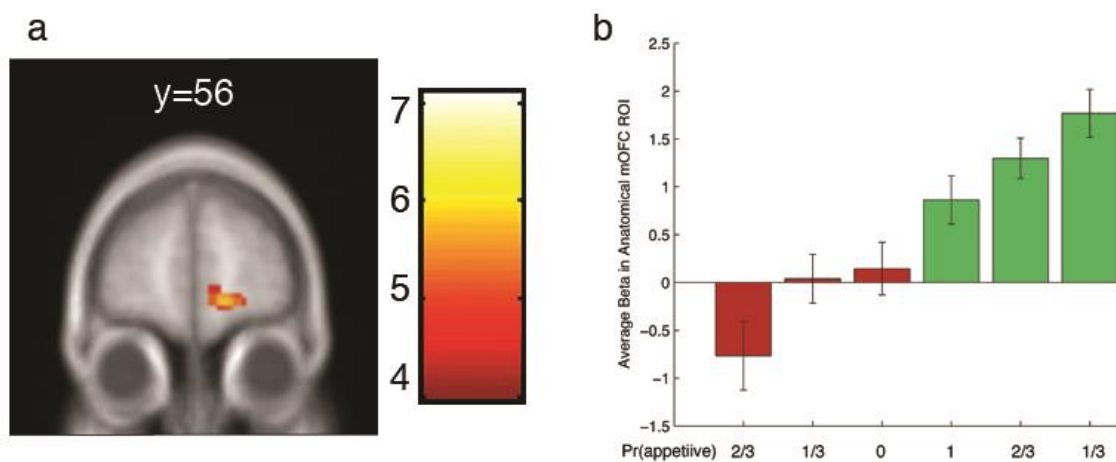 a
y=56
7
6
5
4
b
Average Beta in Anatomical mOFC ROI
2.5
2
1.5
1
0.5
0
−0.5
−1
−1.5
Pr(appetiive) 2/3 1/3 0 1 2/3 1/3